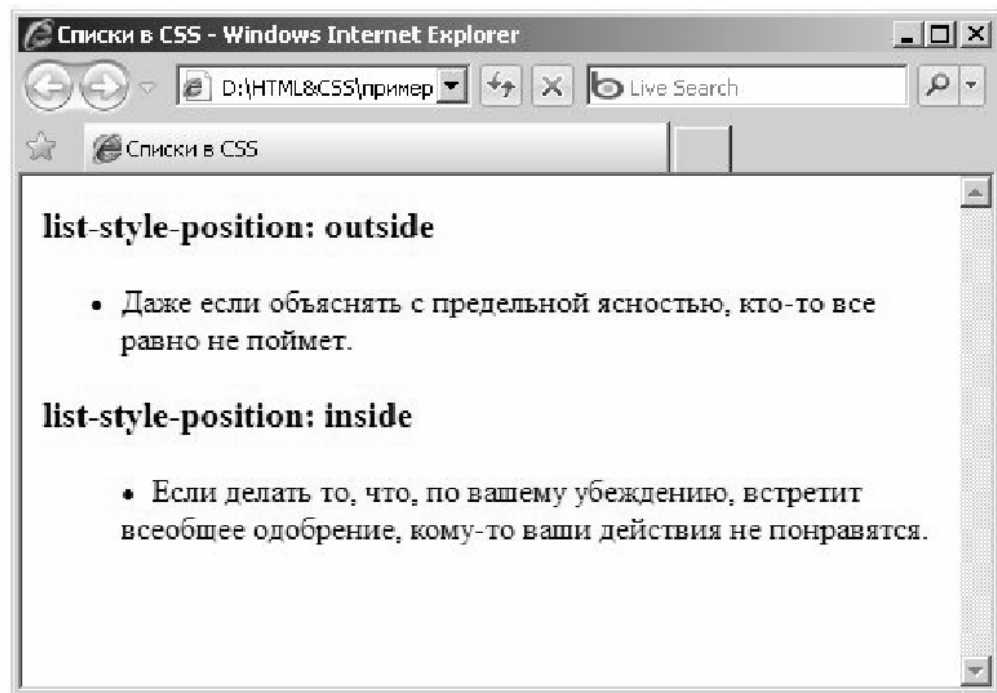 Списки в CSS - Windows Internet Explorer
D:\HTML&CSS\пример
Live Search
Списки в CSS
list-style-position: outside
• Даже если объяснять с предельной ясностью, кто-то все
равно не поймет.
list-style-position: inside
• Если делать то, что, по вашему убеждению, встретит
всеобщее одобрение, кому-то ваши действия не понравятся.